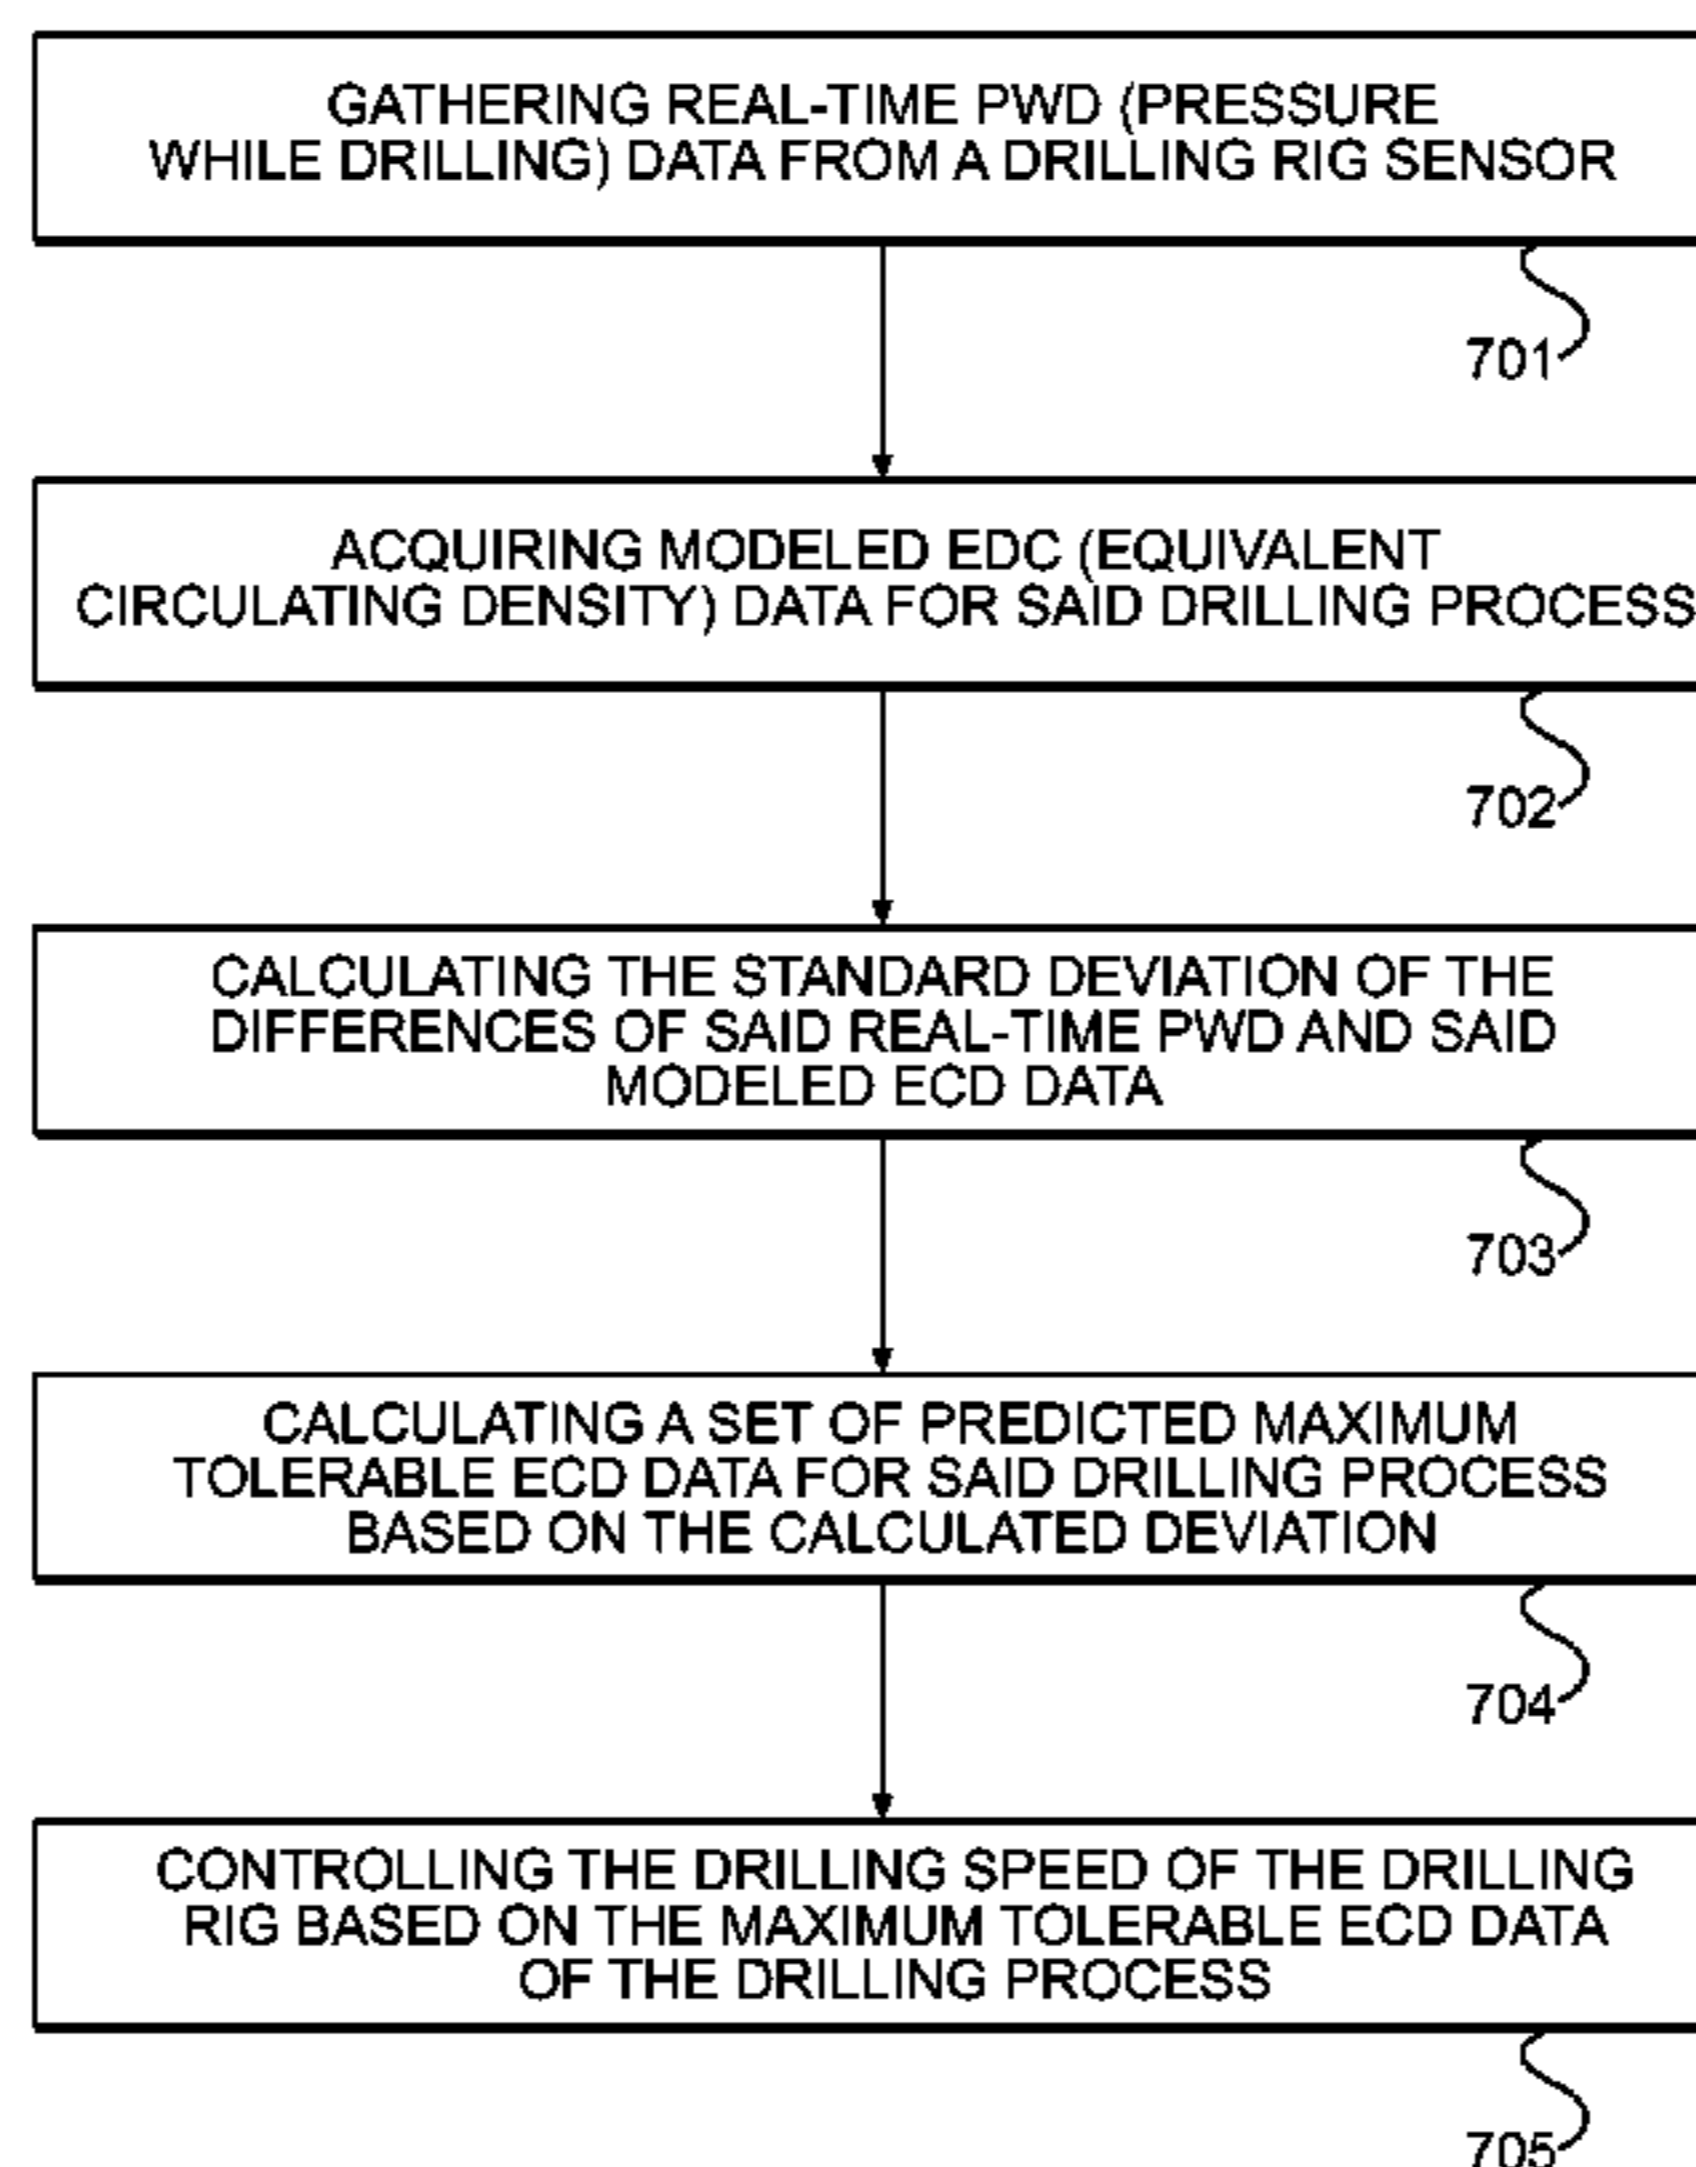 GATHERING REAL-TIME PWD (PRESSURE
WHILE DRILLING) DATA FROM A DRILLING RIG SENSOR
701
ACQUIRING MODELED EDC (EQUIVALENT
CIRCULATING DENSITY) DATA FOR SAID DRILLING PROCESS
702
CALCULATING THE STANDARD DEVIATION OF THE
DIFFERENCES OF SAID REAL-TIME PWD AND SAID
MODELED ECD DATA
703
CALCULATING A SET OF PREDICTED MAXIMUM
TOLERABLE ECD DATA FOR SAID DRILLING PROCESS
BASED ON THE CALCULATED DEVIATION
704
CONTROLLING THE DRILLING SPEED OF THE DRILLING
RIG BASED ON THE MAXIMUM TOLERABLE ECD DATA
OF THE DRILLING PROCESS
705